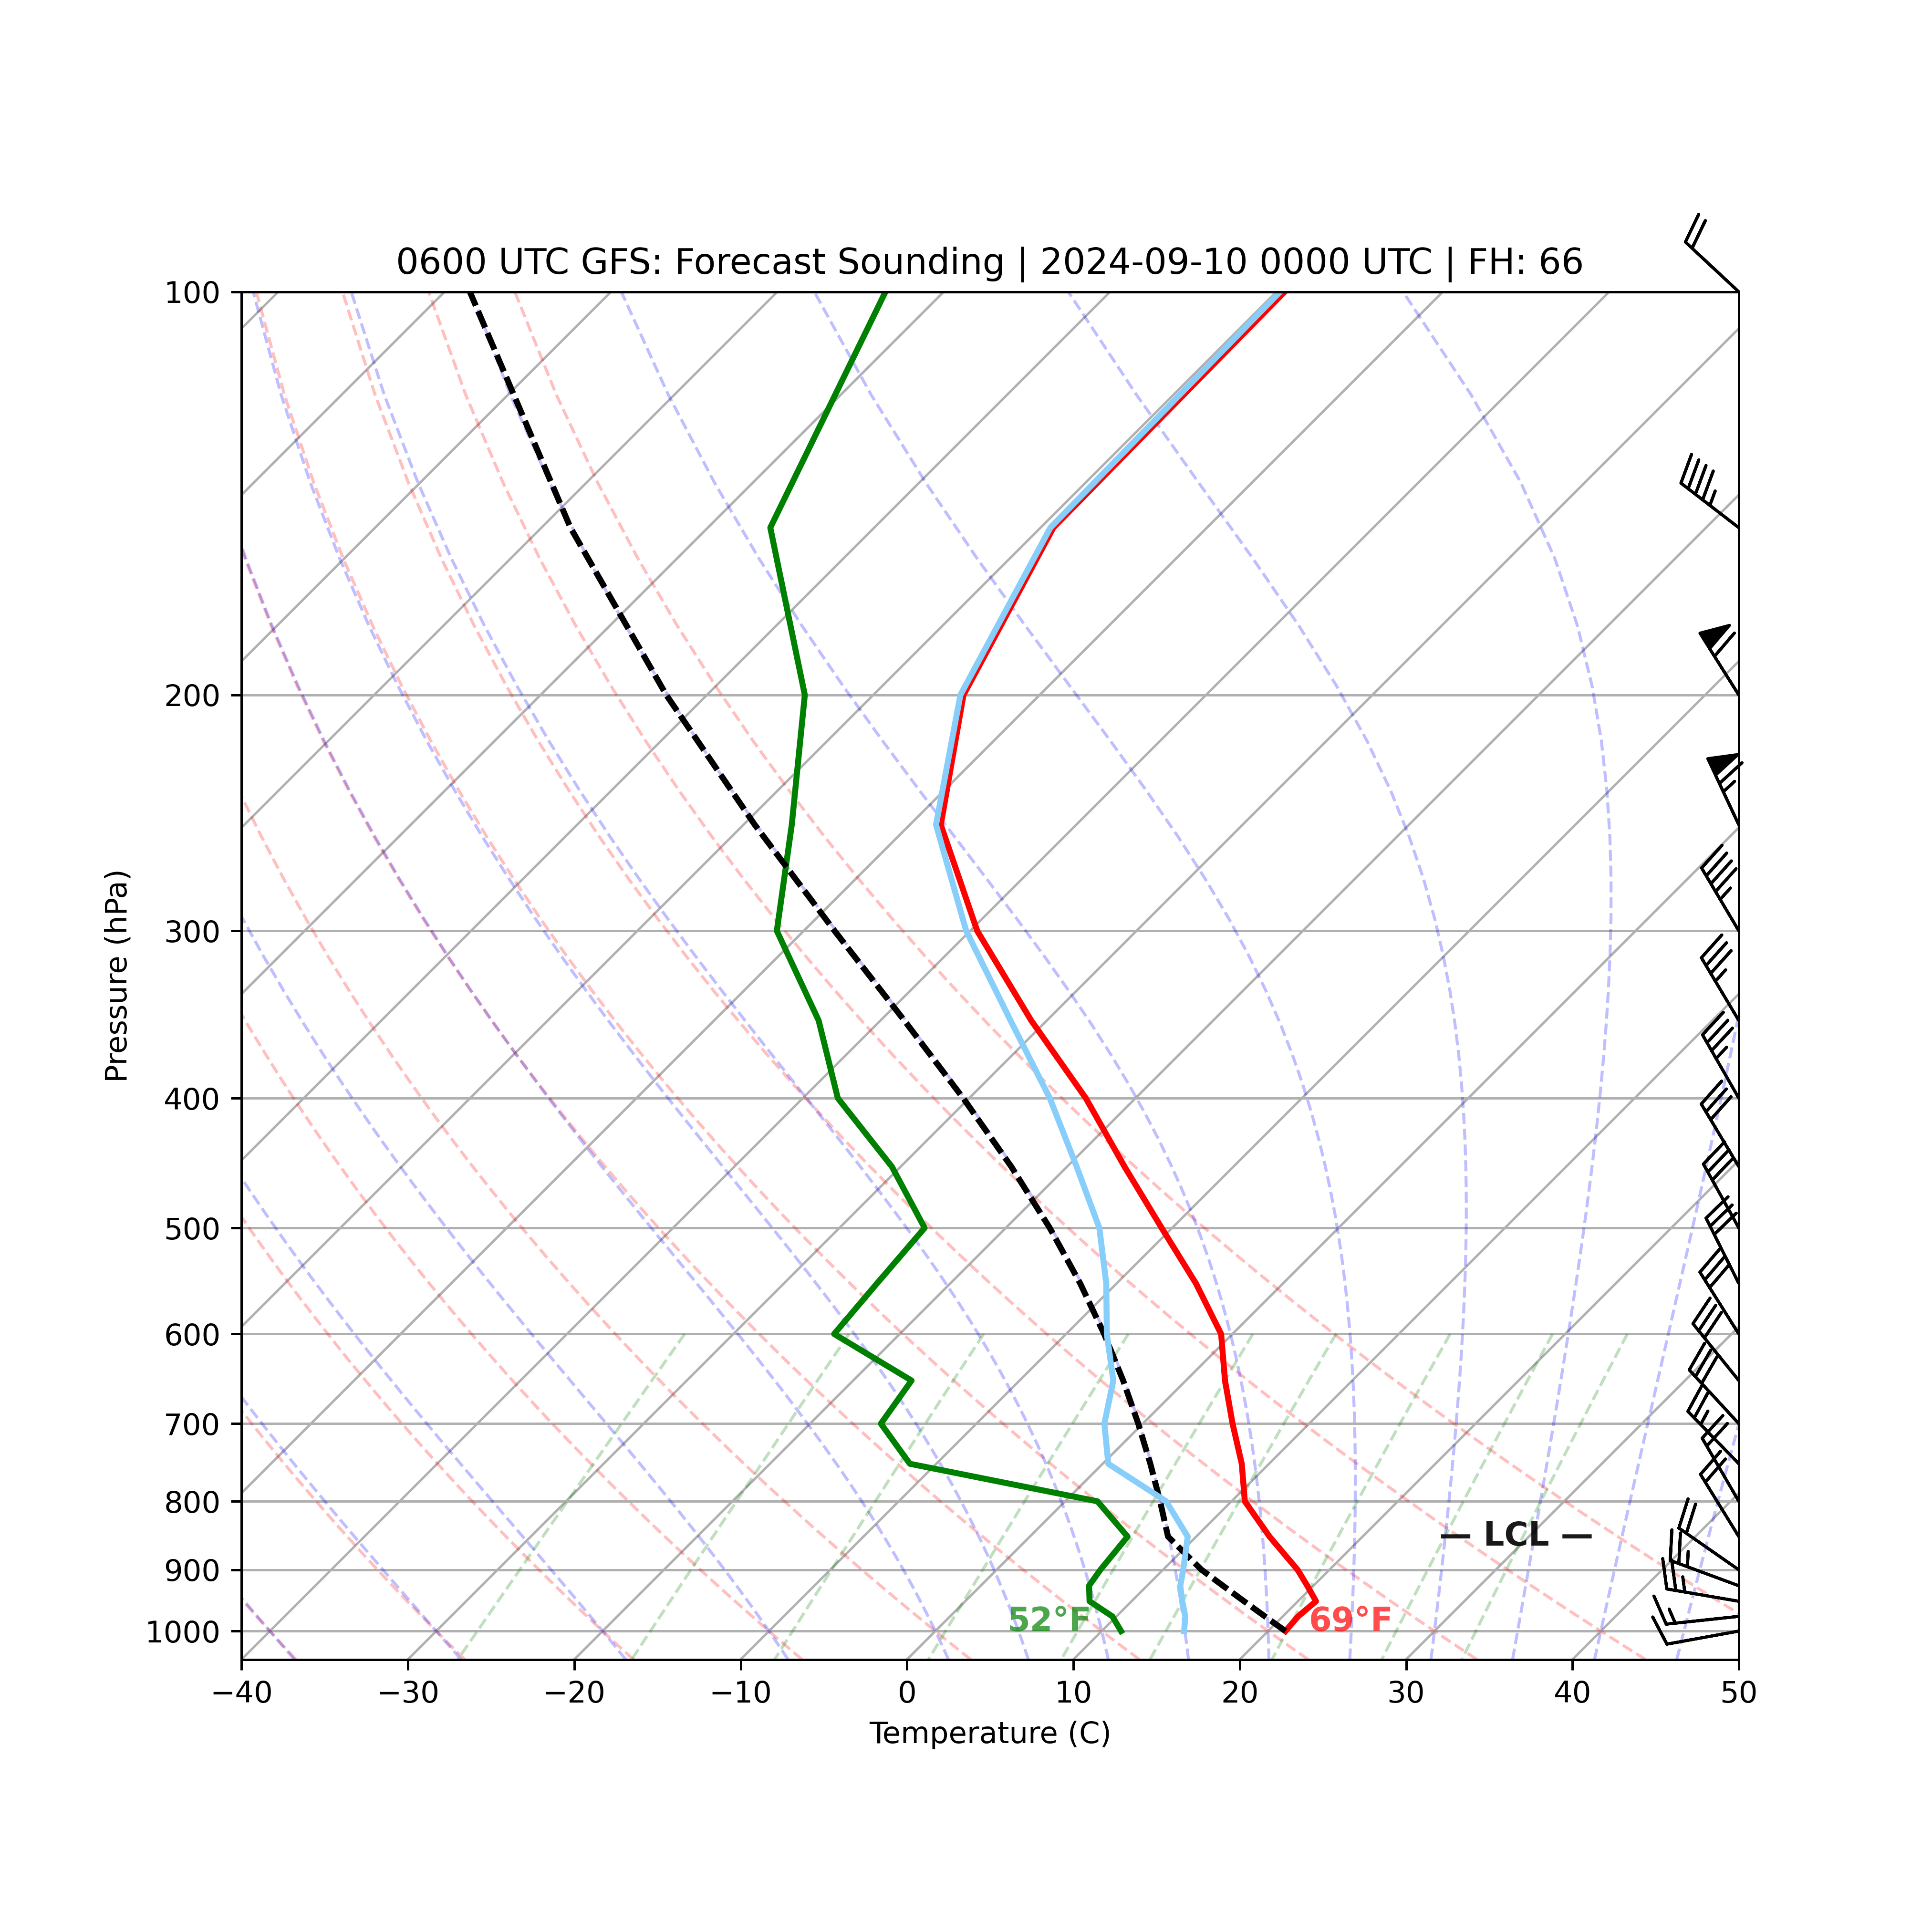 0600 UTC GFS: Forecast Sounding | 2024-09-10 0000 UTC | FH: 66
100
200
300
400
500
600
700
800
900
1000
Pressure (hPa)
— LCL —
52°F
69°F
−40 −30 −20 −10 0 10 20 30 40 50
Temperature (C)